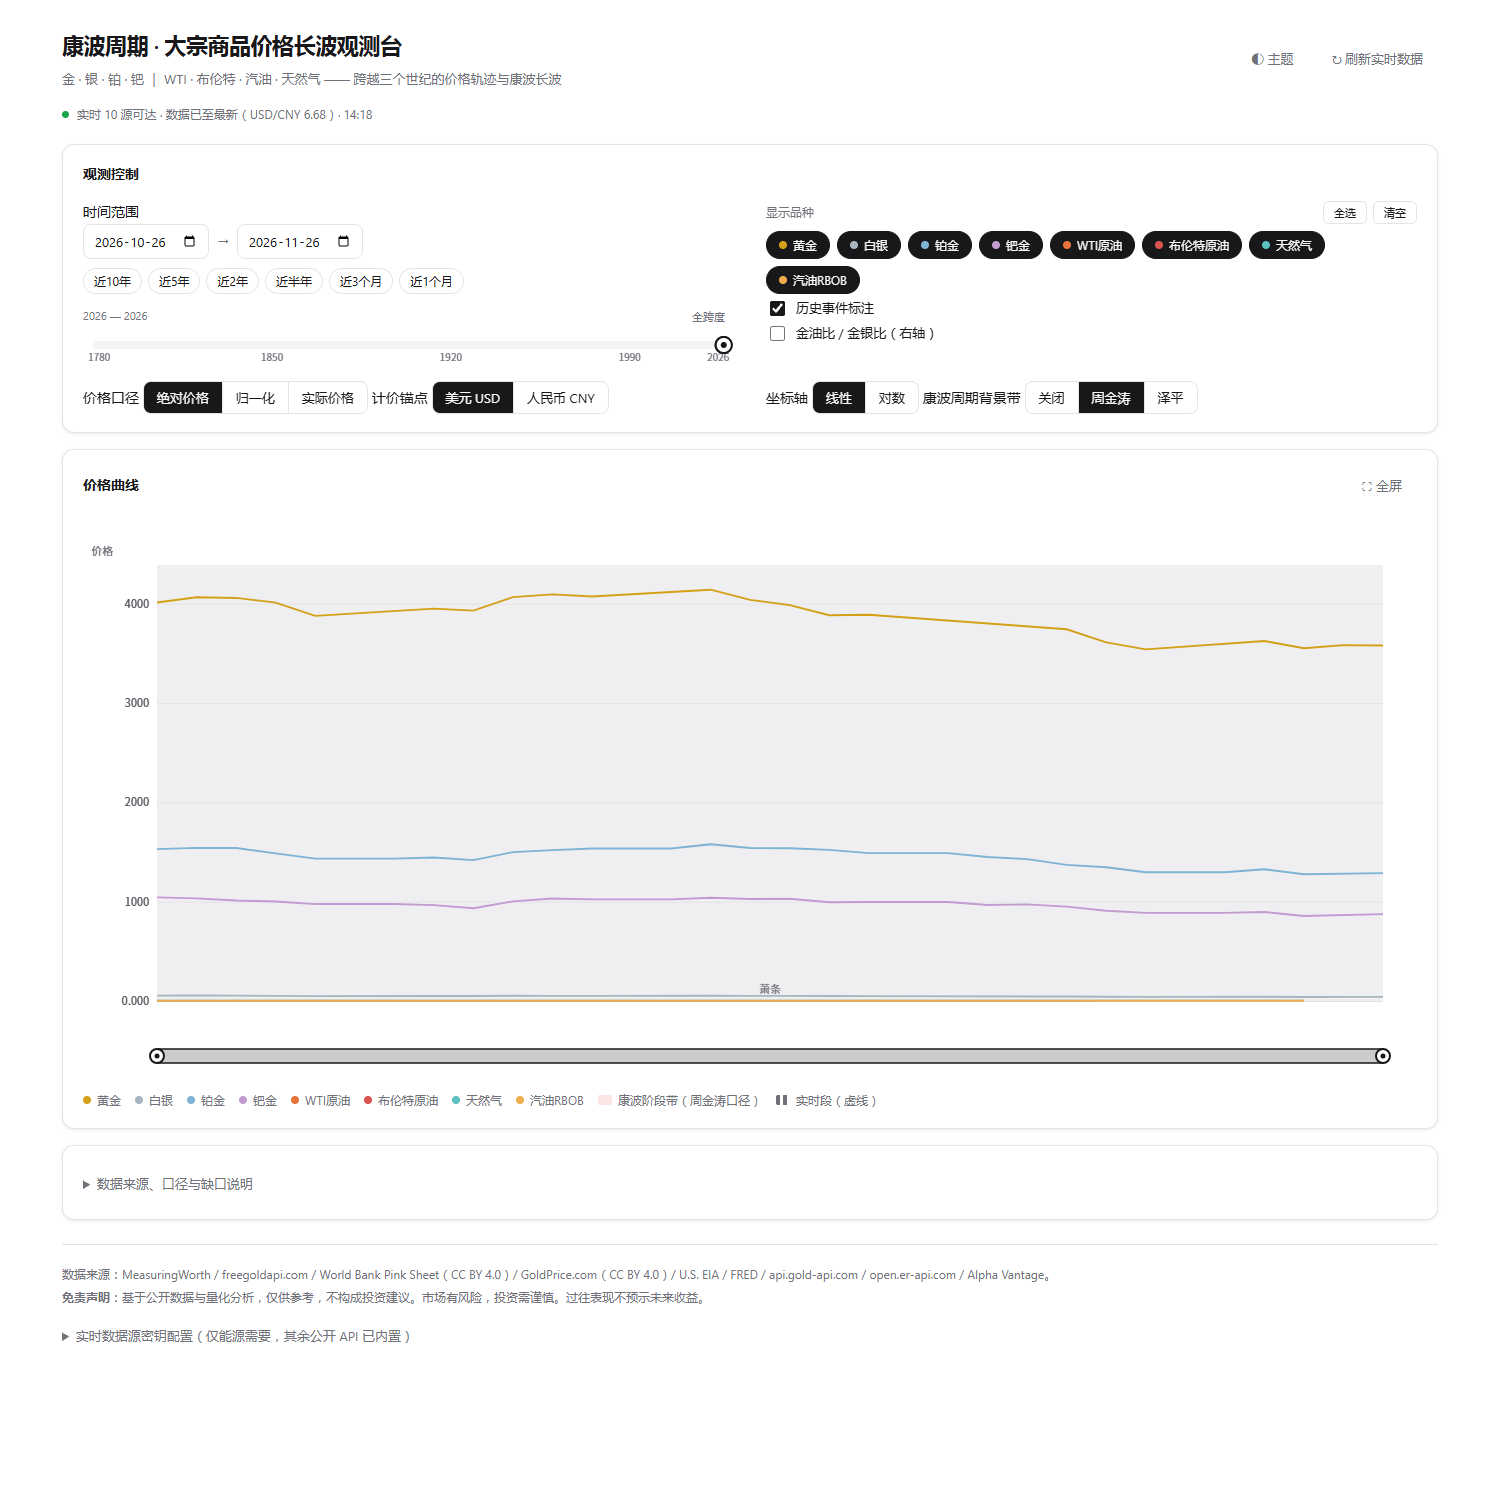 康波周期 · 大宗商品价格长波观测台
金 · 银 · 铂 · 钯 ｜ WTI · 布伦特 · 汽油 · 天然气 —— 跨越三个世纪的价格轨迹与康波长波
主题
刷新实时数据
实时 10 源可达 · 数据已至最新（USD/CNY 6.68）· 14:18
观测控制
时间范围
2026-10-26 → 2026-11-26
近10年 近5年 近2年 近半年 近3个月 近1个月
2026 — 2026 全跨度
1780 1850 1920 1990 2026
显示品种 全选 清空
黄金 白银 铂金 钯金 WTI原油 布伦特原油 天然气
汽油RBOB
历史事件标注
金油比 / 金银比（右轴）
价格口径 绝对价格 归一化 实际价格 计价锚点 美元 USD 人民币 CNY
坐标轴 线性 对数 康波周期背景带 关闭 周金涛 泽平
价格曲线
全屏
价格
4000
3000
2000
1000
萧条
0.000
黄金 白银 铂金 钯金 WTI原油 布伦特原油 天然气 汽油RBOB 康波阶段带（周金涛口径） 实时段（虚线）
数据来源、口径与缺口说明
数据来源：MeasuringWorth / freegoldapi.com / World Bank Pink Sheet（CC BY 4.0）/ GoldPrice.com（CC BY 4.0）/ U.S. EIA / FRED / api.gold-api.com / open.er-api.com / Alpha Vantage。
免责声明：基于公开数据与量化分析，仅供参考，不构成投资建议。市场有风险，投资需谨慎。过往表现不预示未来收益。
实时数据源密钥配置（仅能源需要，其余公开 API 已内置）